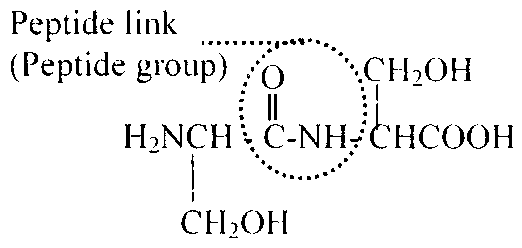 Peptide link
(Peptide group)
O
CH₂OH
H₂NCH C-NH-CHCOOH
CH₂OH